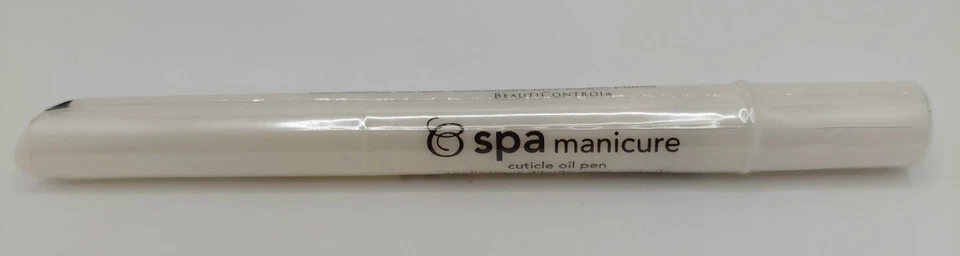 BEAUTICONTROL®
spa manicure
cuticle oil pen